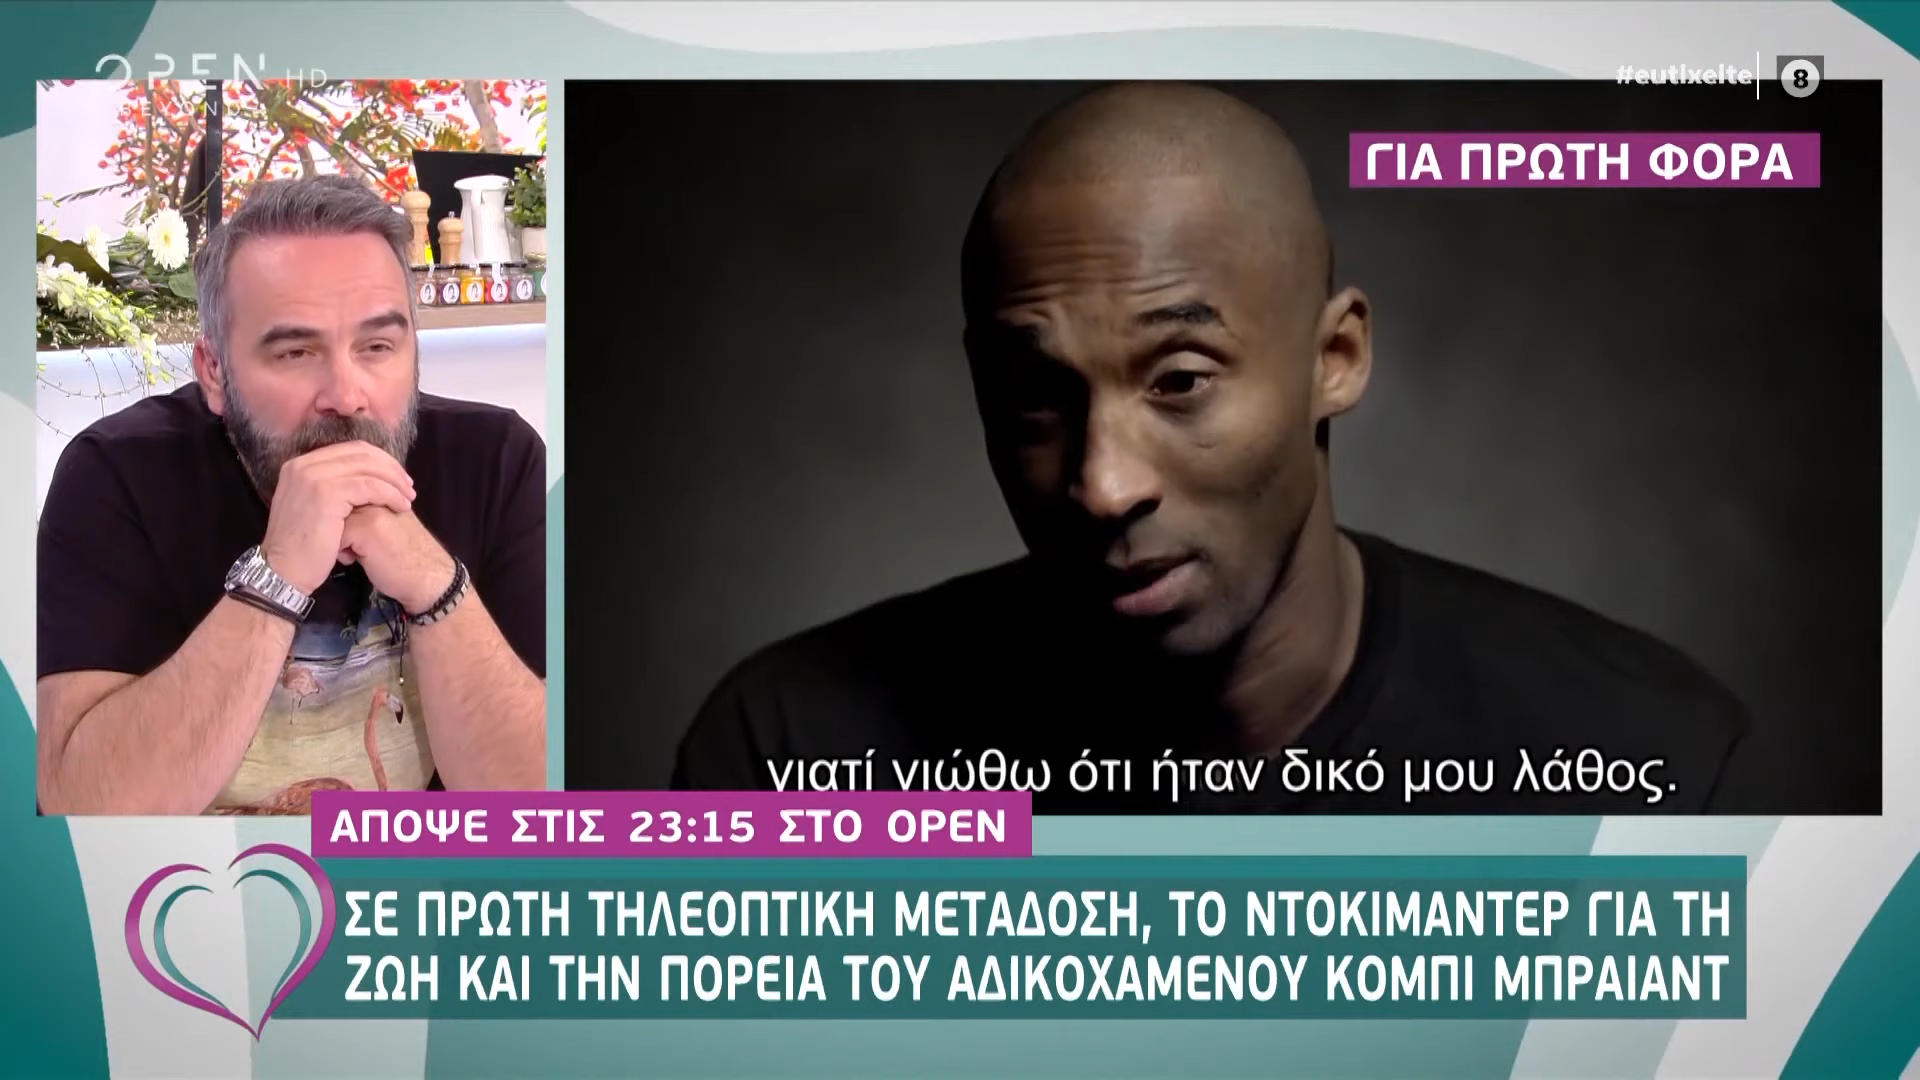 OPEN HD
BEYOND
#eutixeite
8
ΓΙΑ ΠΡΩΤΗ ΦΟΡΑ
γιατί νιώθω ότι ήταν δικό μου λάθος.
ΑΠΟΨΕ ΣΤΙΣ 23:15 ΣΤΟ OPEN
ΣΕ ΠΡΩΤΗ ΤΗΛΕΟΠΤΙΚΗ ΜΕΤΑΔΟΣΗ, ΤΟ ΝΤΟΚΙΜΑΝΤΕΡ ΓΙΑ ΤΗ
ΖΩΗ ΚΑΙ ΤΗΝ ΠΟΡΕΙΑ ΤΟΥ ΑΔΙΚΟΧΑΜΕΝΟΥ ΚΟΜΠΙ ΜΠΡΑΙΑΝΤ